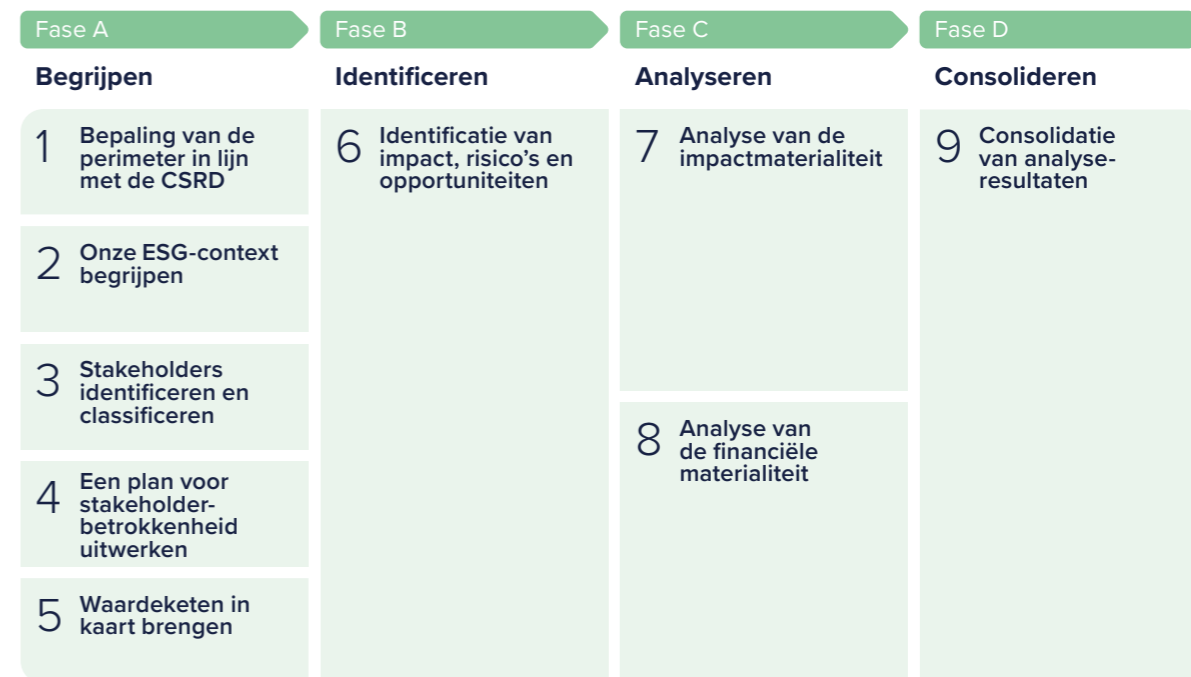 Fase A
Begrijpen
1 Bepaling van de
perimeter in lijn
met de CSRD
2 Onze ESG-context
begrijpen
3 Stakeholders
identificeren en
classificeren
4 Een plan voor
stakeholder-
betrokkenheid
uitwerken
5 Waardeketen in
kaart brengen
Fase B
Identificeren
6 Identificatie van
impact, risico’s en
opportuniteiten
Fase C
Analyseren
7 Analyse van de
impactmaterialiteit
8 Analyse van
de financiële
materialiteit
Fase D
Consolideren
9 Consolidatie
van analyse-
resultaten